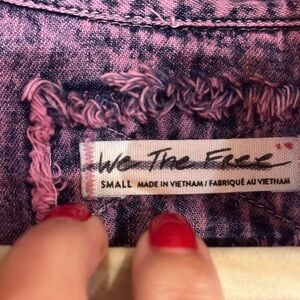 We The Free
SMALL MADE IN VIETNAM / FABRIQUÉ AU VIETNAM